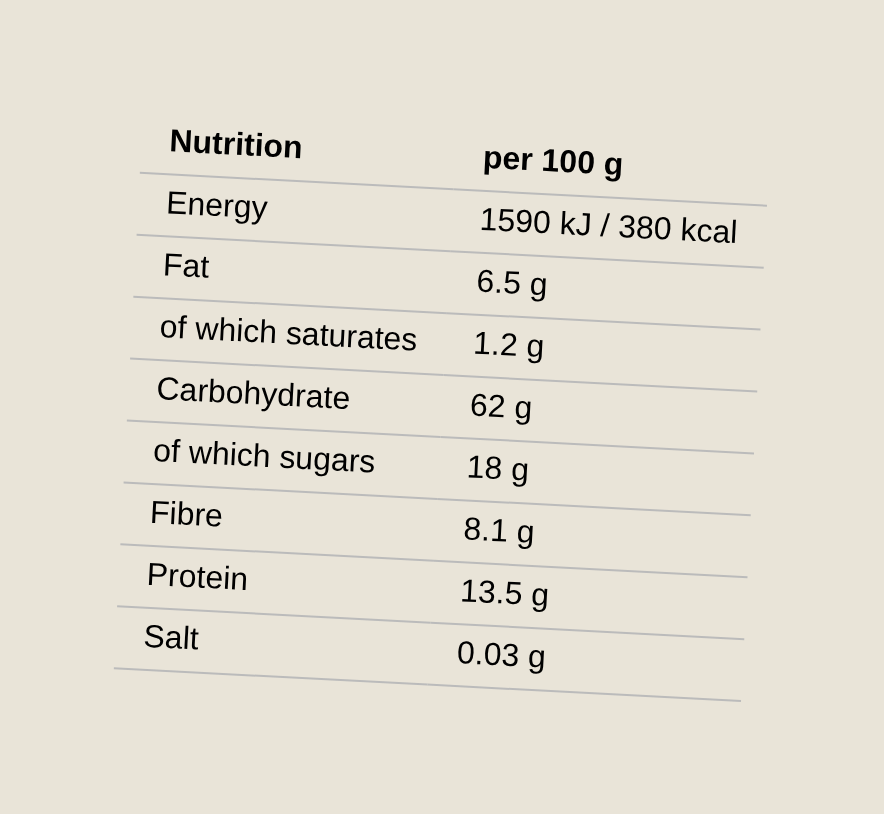 Nutrition per 100 g
Energy 1590 kJ / 380 kcal
Fat 6.5 g
of which saturates 1.2 g
Carbohydrate 62 g
of which sugars 18 g
Fibre 8.1 g
Protein 13.5 g
Salt 0.03 g